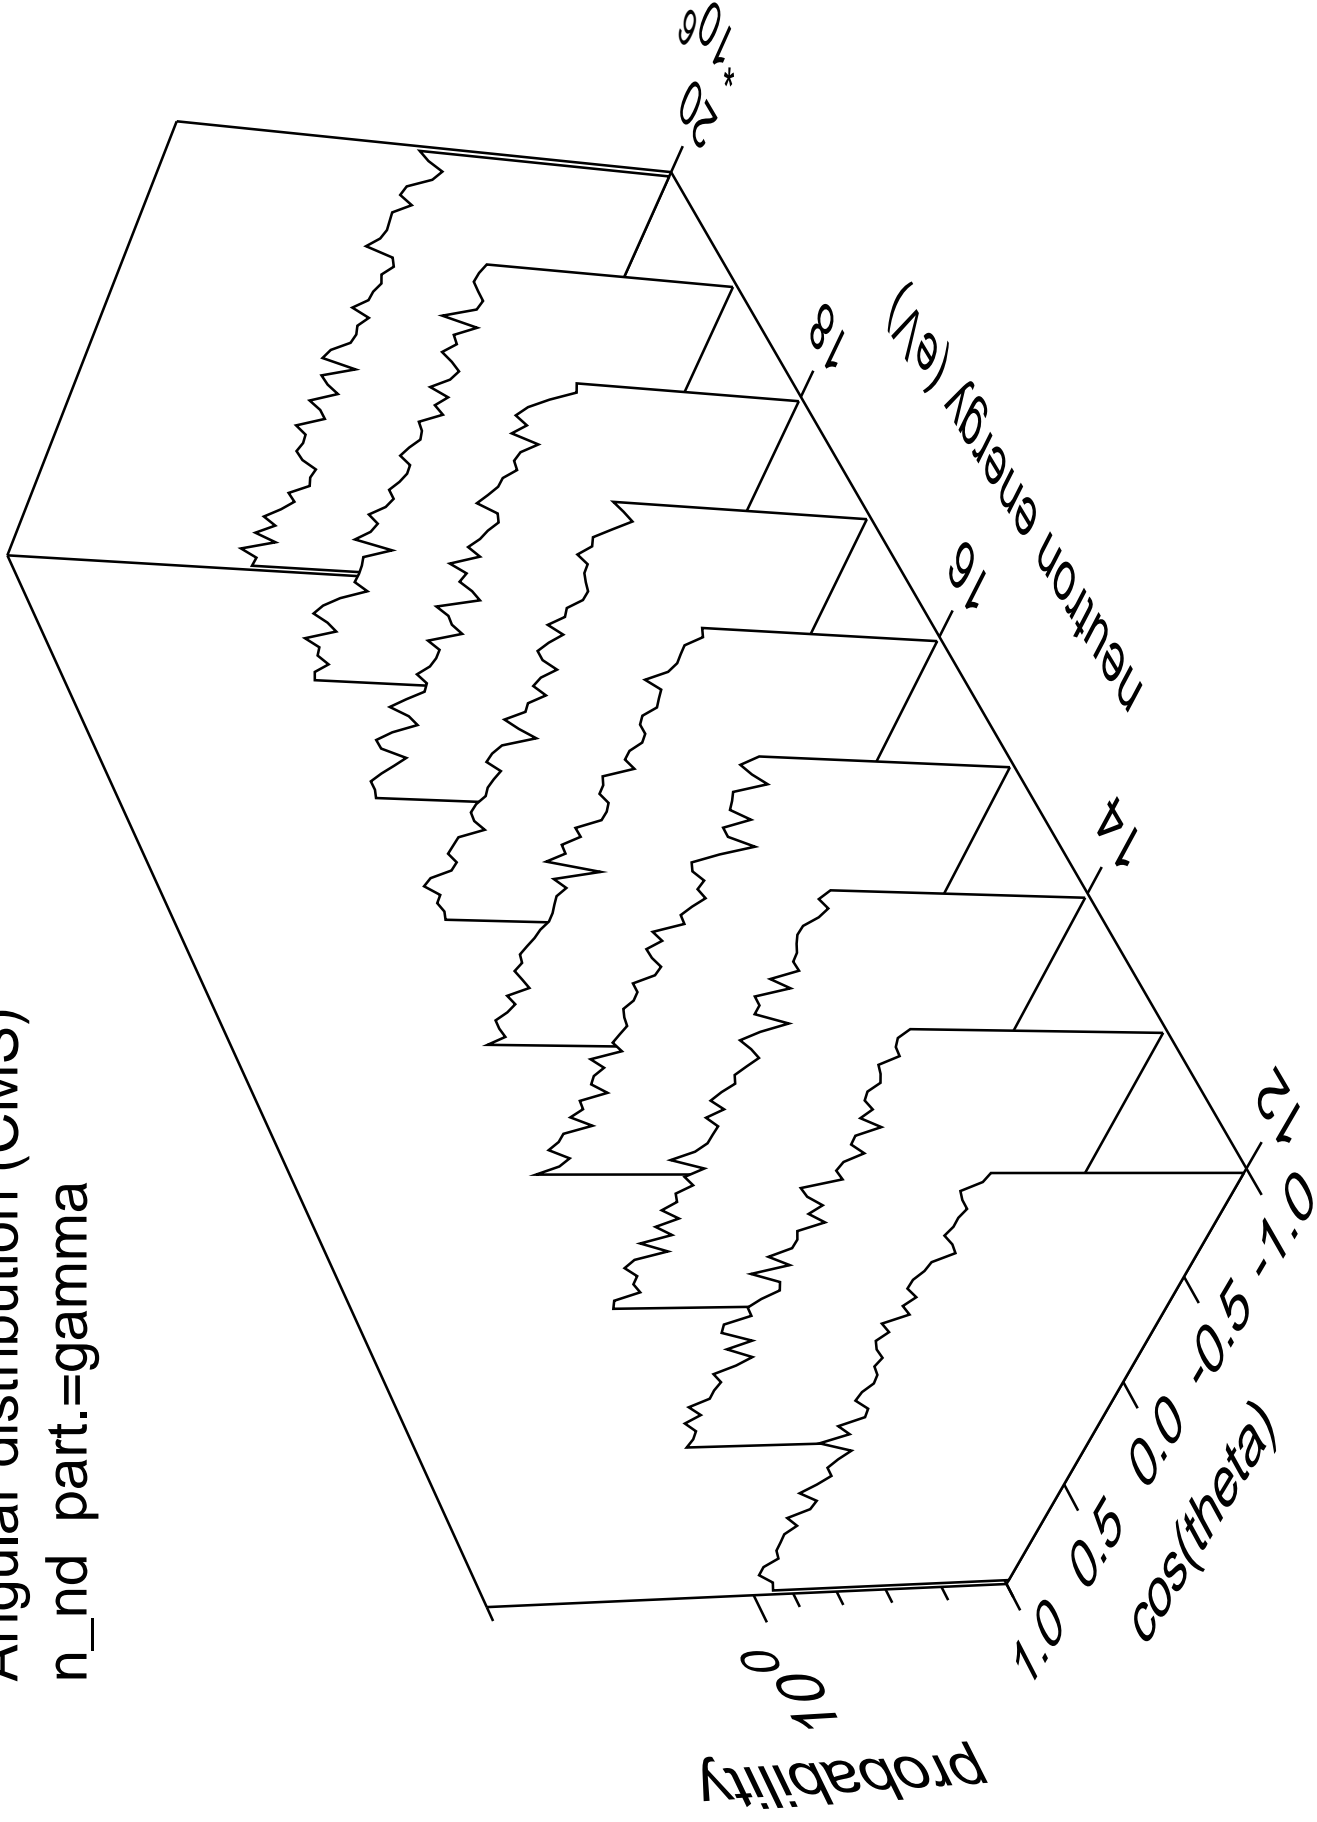 Angular distribution (CMS)
n_nd part.=gamma
probability
10^0
1.0 0.5 0.0 -0.5 -1.0
cos(theta)
12 14 16 18 20
*10^6
neutron energy (eV)